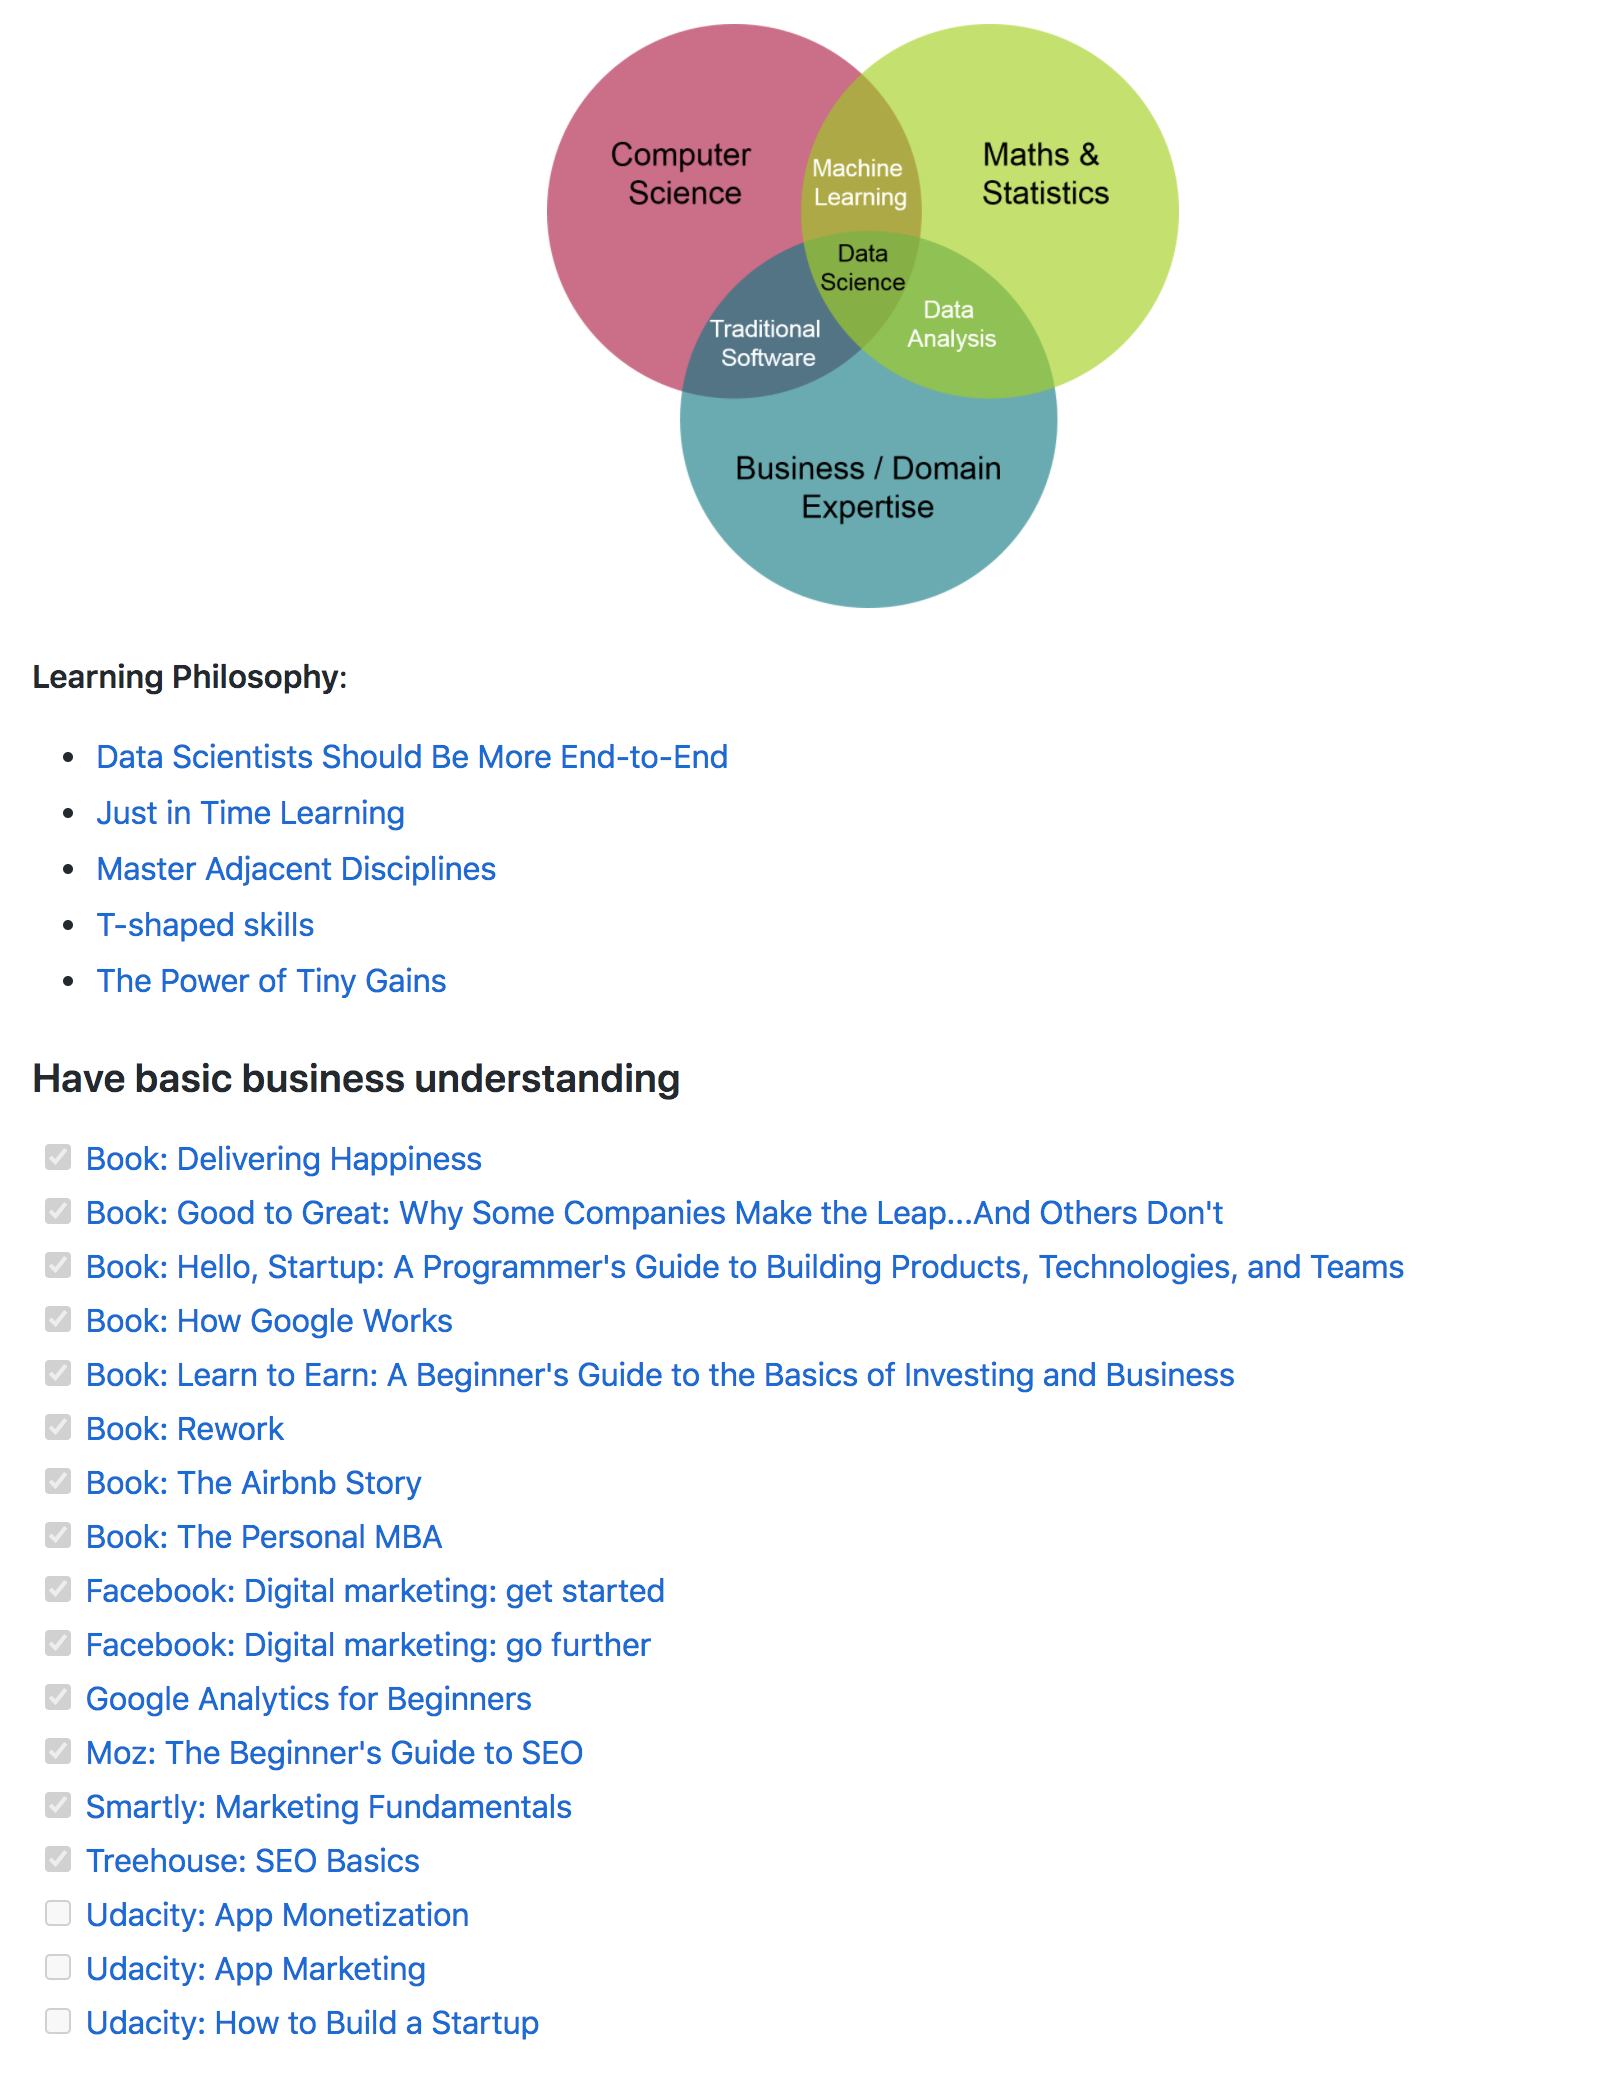 Computer
Science
Machine
Learning
Maths &
Statistics
Data
Science
Traditional
Software
Data
Analysis
Business / Domain
Expertise
Learning Philosophy:
Data Scientists Should Be More End-to-End
Just in Time Learning
Master Adjacent Disciplines
T-shaped skills
The Power of Tiny Gains
Have basic business understanding
Book: Delivering Happiness
Book: Good to Great: Why Some Companies Make the Leap...And Others Don't
Book: Hello, Startup: A Programmer's Guide to Building Products, Technologies, and Teams
Book: How Google Works
Book: Learn to Earn: A Beginner's Guide to the Basics of Investing and Business
Book: Rework
Book: The Airbnb Story
Book: The Personal MBA
Facebook: Digital marketing: get started
Facebook: Digital marketing: go further
Google Analytics for Beginners
Moz: The Beginner's Guide to SEO
Smartly: Marketing Fundamentals
Treehouse: SEO Basics
Udacity: App Monetization
Udacity: App Marketing
Udacity: How to Build a Startup